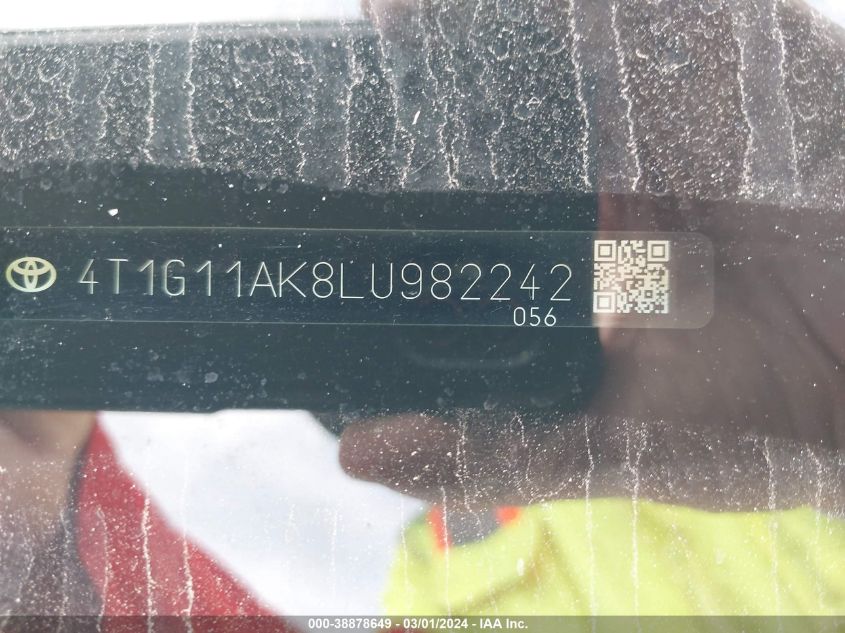 4T1G11AK8LU982242
056
000-38878649 - 03/01/2024 - IAA Inc.